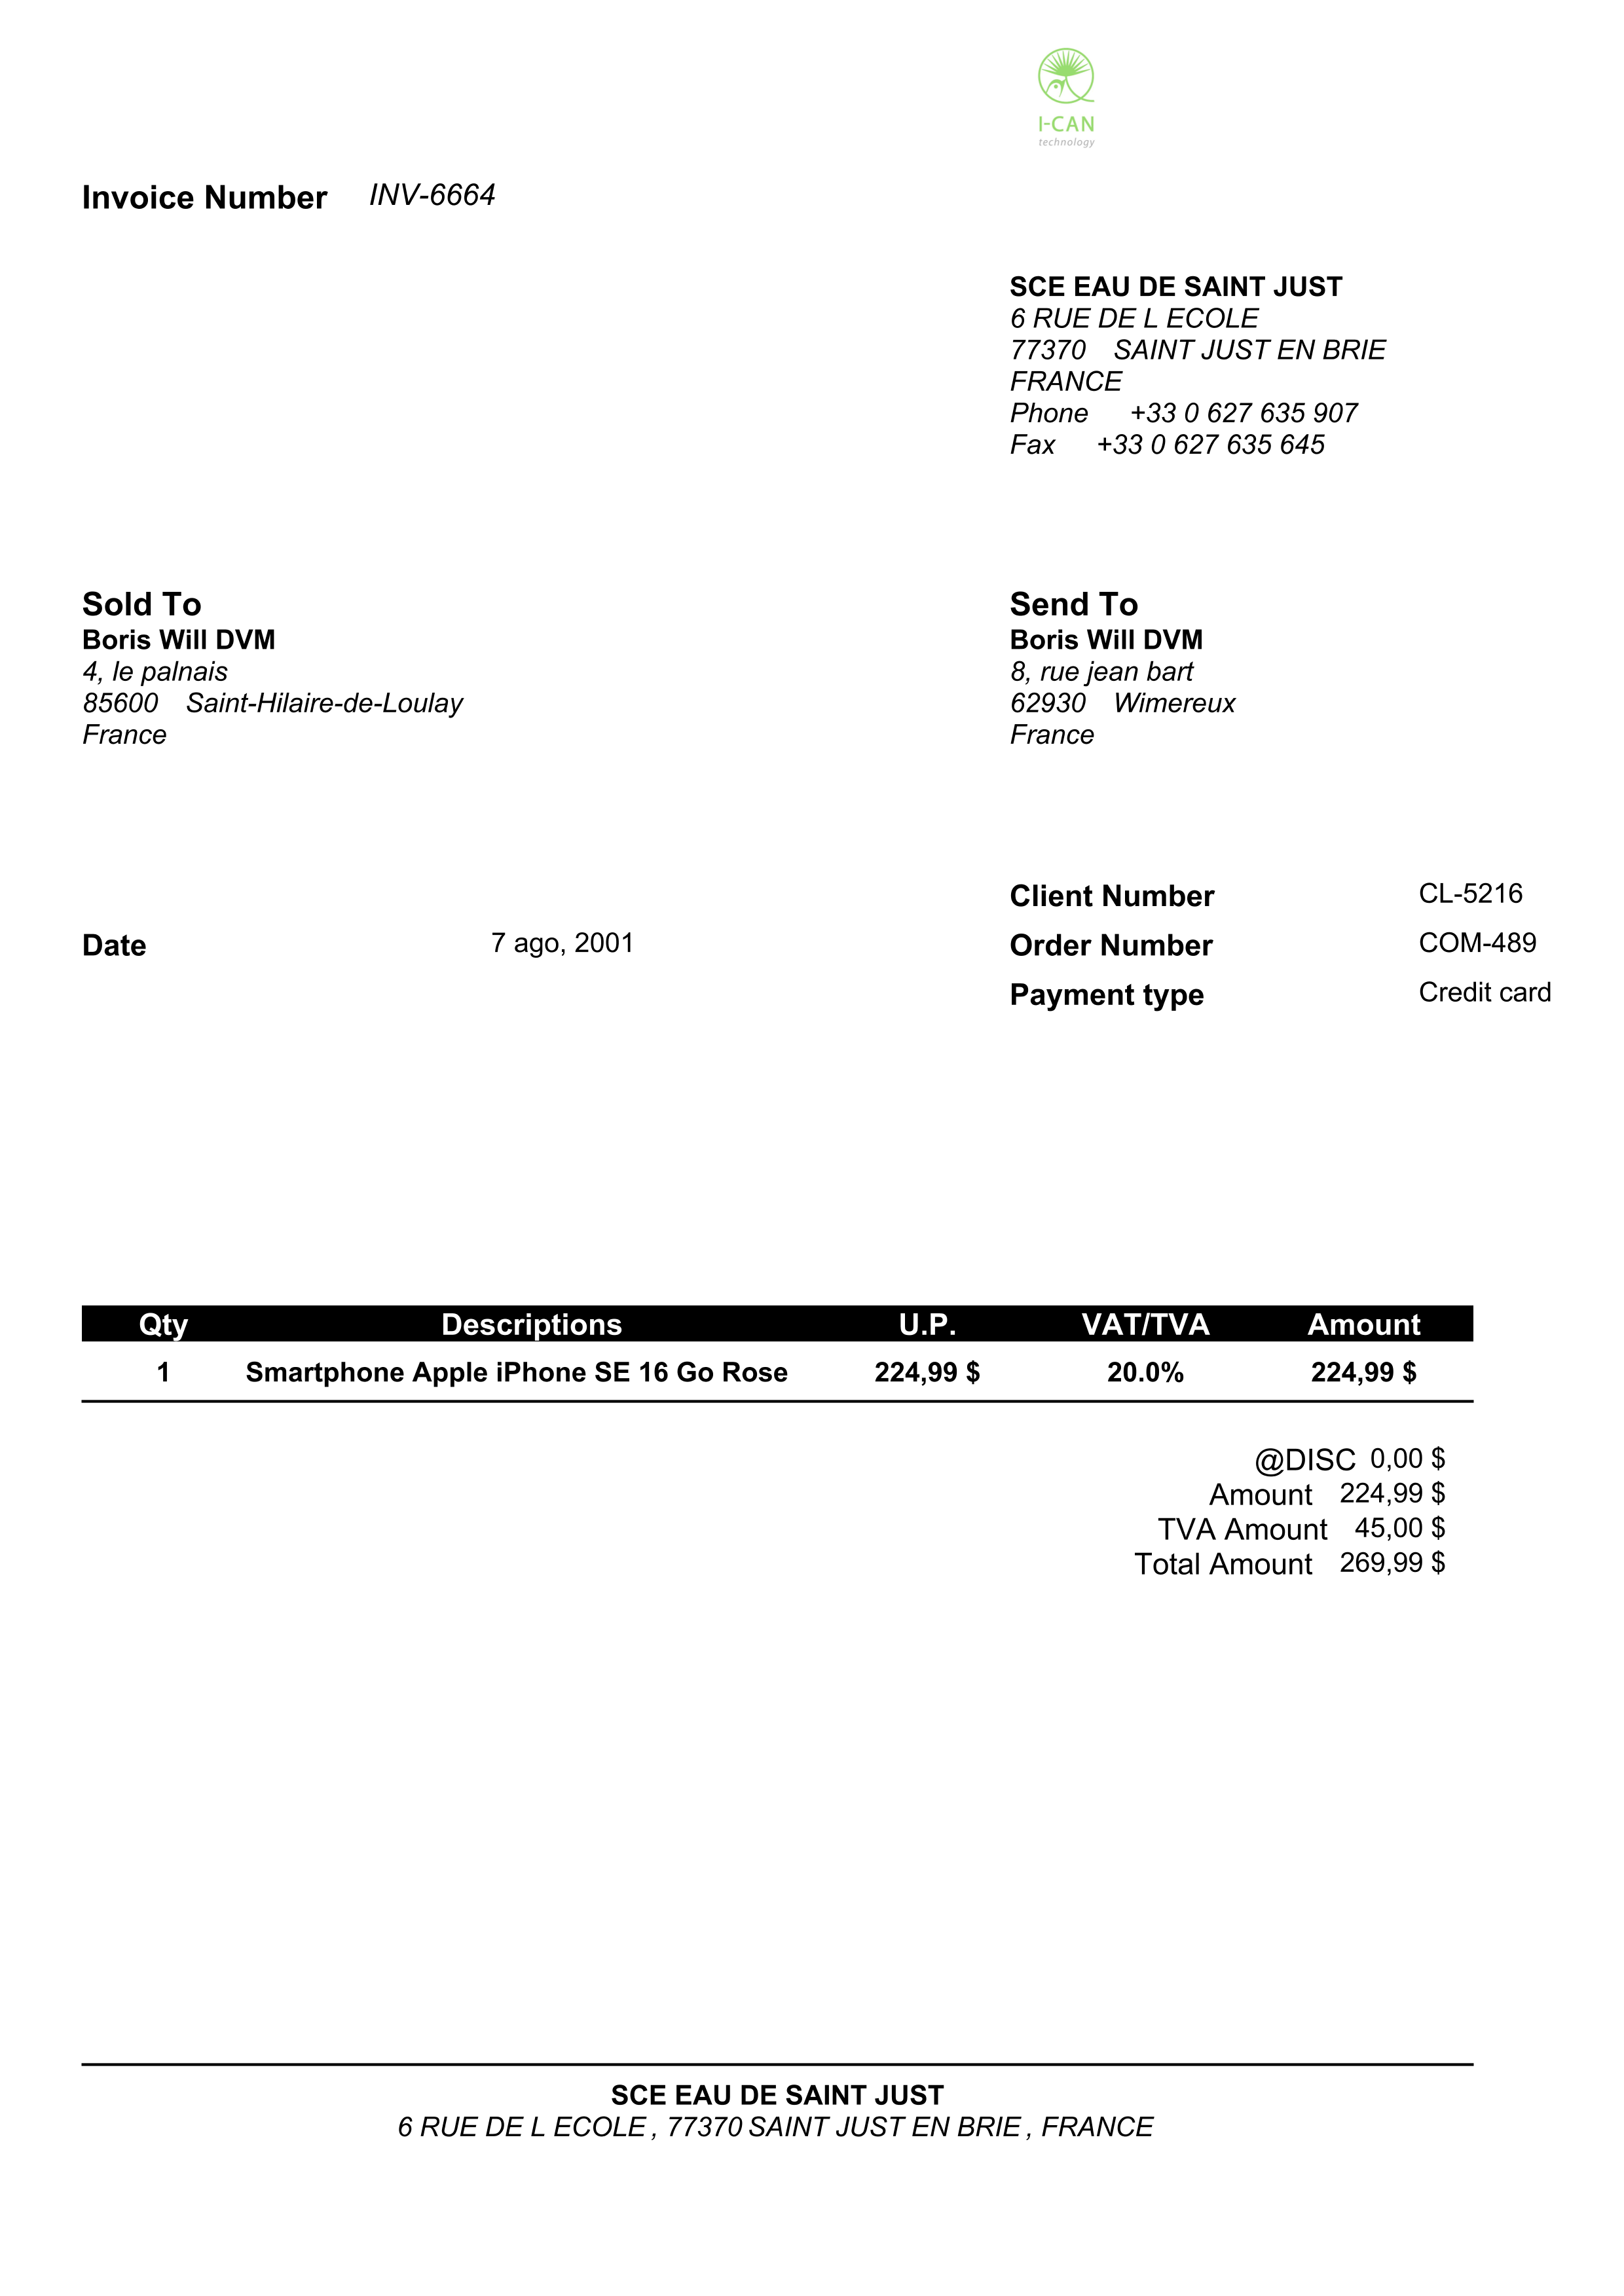 I-CAN
technology
Invoice Number INV-6664
SCE EAU DE SAINT JUST
6 RUE DE L ECOLE
77370 SAINT JUST EN BRIE
FRANCE
Phone +33 0 627 635 907
Fax +33 0 627 635 645
Sold To
Boris Will DVM
4, le palnais
85600 Saint-Hilaire-de-Loulay
France
Send To
Boris Will DVM
8, rue jean bart
62930 Wimereux
France
Client Number CL-5216
Date 7 ago, 2001
Order Number COM-489
Payment type Credit card
Qty Descriptions U.P. VAT/TVA Amount
1 Smartphone Apple iPhone SE 16 Go Rose 224,99 $ 20.0% 224,99 $
@DISC 0,00 $
Amount 224,99 $
TVA Amount 45,00 $
Total Amount 269,99 $
SCE EAU DE SAINT JUST
6 RUE DE L ECOLE , 77370 SAINT JUST EN BRIE , FRANCE